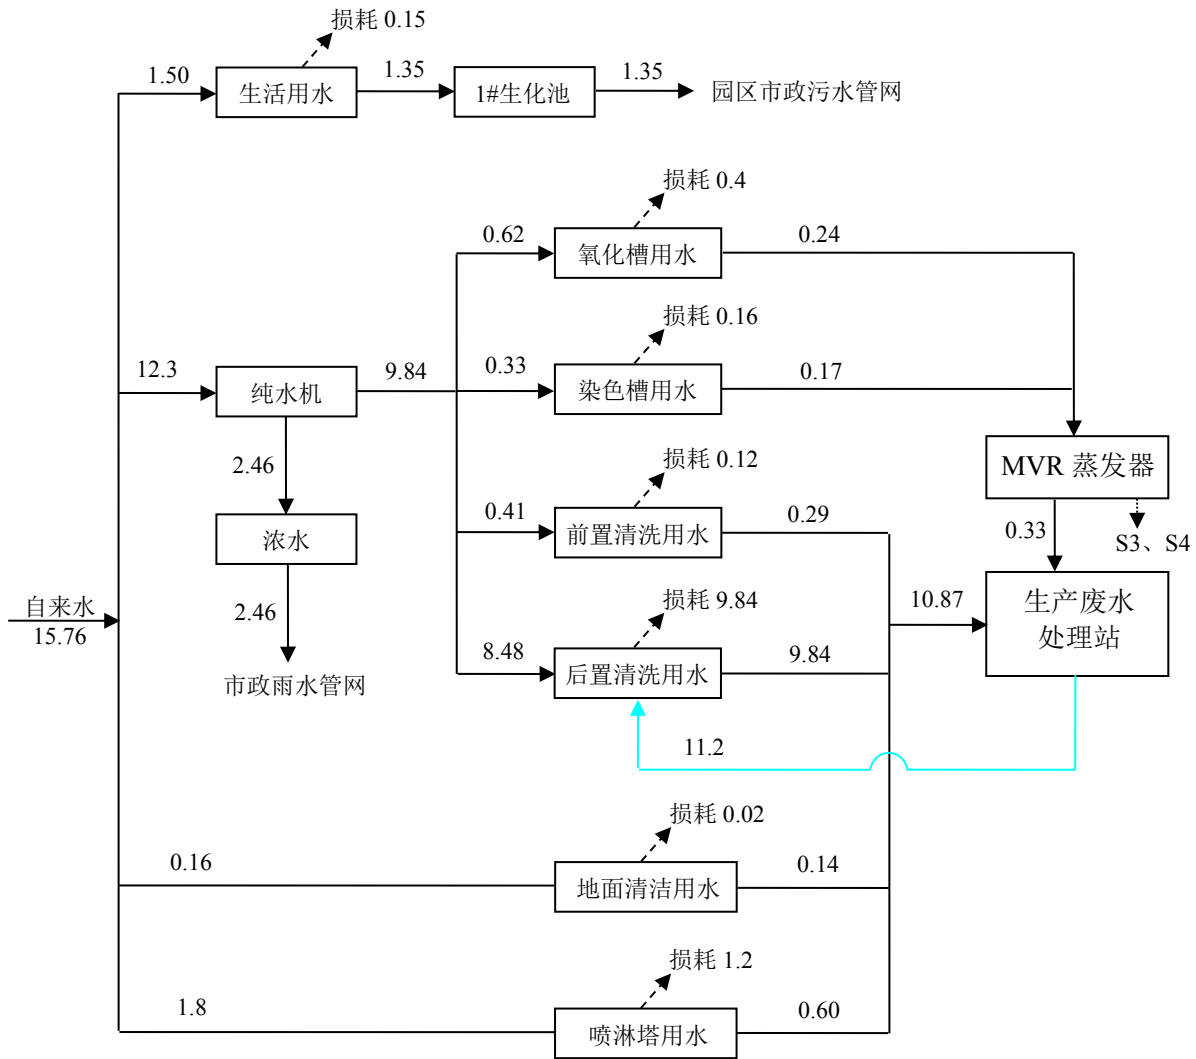 损耗 0.15
1.50
生活用水
1.35
1#生化池
1.35
园区市政污水管网
损耗 0.4
0.62
氧化槽用水
0.24
损耗 0.16
12.3
纯水机
9.84
0.33
染色槽用水
0.17
MVR 蒸发器
2.46
损耗 0.12
0.41
前置清洗用水
0.29
0.33
S3、S4
浓水
自来水
15.76
2.46
损耗 9.84
10.87
生产废水
处理站
8.48
后置清洗用水
9.84
市政雨水管网
11.2
损耗 0.02
0.16
地面清洁用水
0.14
损耗 1.2
1.8
喷淋塔用水
0.60